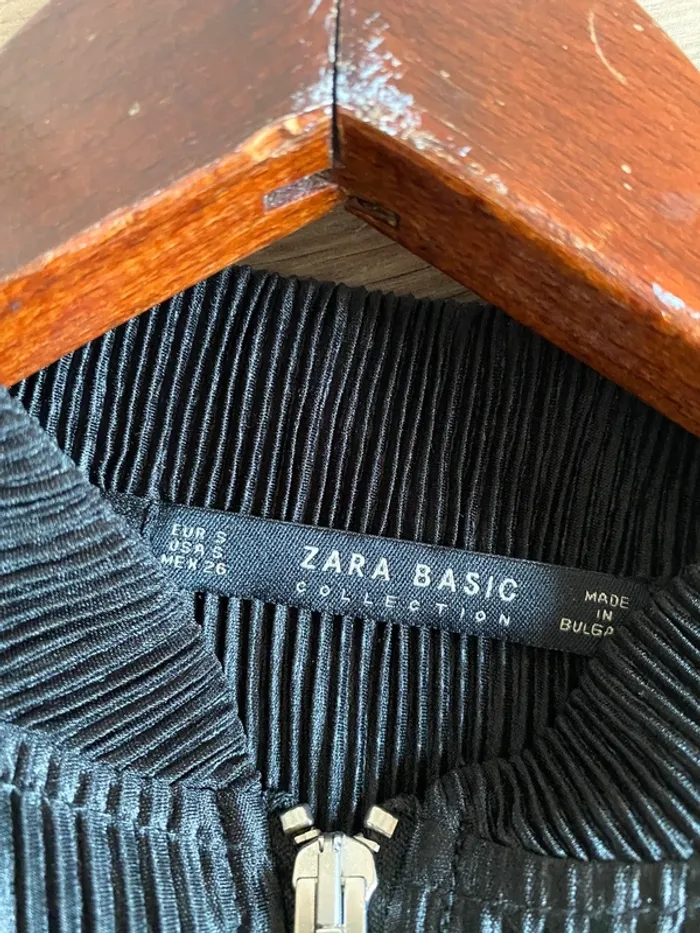 EUR S
USA S
MEX 26
ZARA BASIC
COLLECTION
MADE
IN